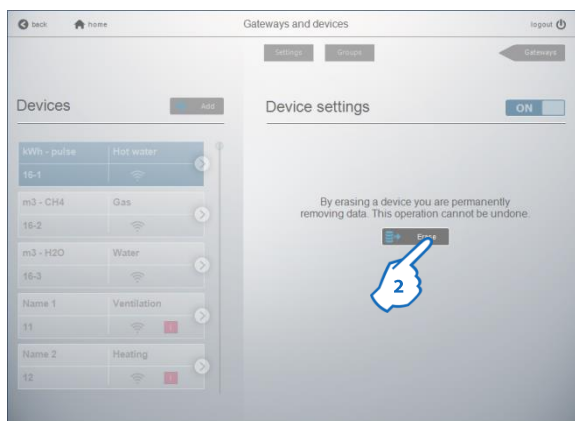 back home Gateways and devices logout
Settings Groups Gateways
Devices Add Device settings ON
kWh - pulse Hot water
16-1
m3 - CH4 Gas
16-2
m3 - H2O Water
16-3
Name 1 Ventilation
11
Name 2 Heating
12
By erasing a device you are permanently
removing data. This operation cannot be undone.
Erase
2